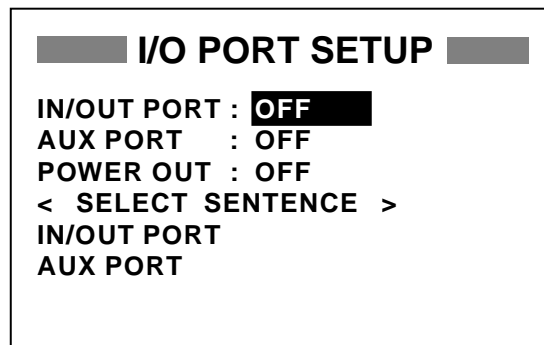 I/O PORT SETUP
IN/OUT PORT : OFF
AUX PORT : OFF
POWER OUT : OFF
< SELECT SENTENCE >
IN/OUT PORT
AUX PORT